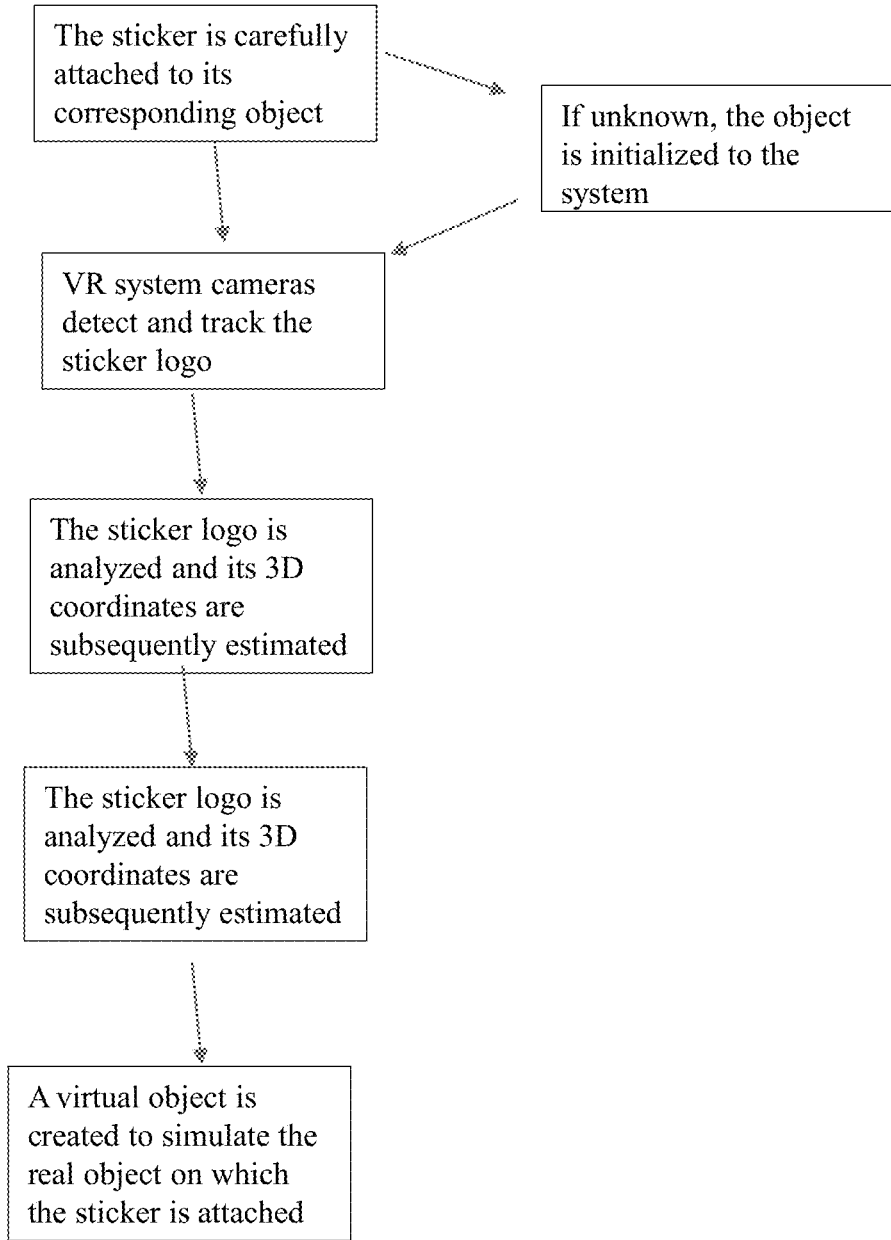 The sticker is carefully
attached to its
corresponding object
If unknown, the object
is initialized to the
system
VR system cameras
detect and track the
sticker logo
The sticker logo is
analyzed and its 3D
coordinates are
subsequently estimated
The sticker logo is
analyzed and its 3D
coordinates are
subsequently estimated
A virtual object is
created to simulate the
real object on which
the sticker is attached